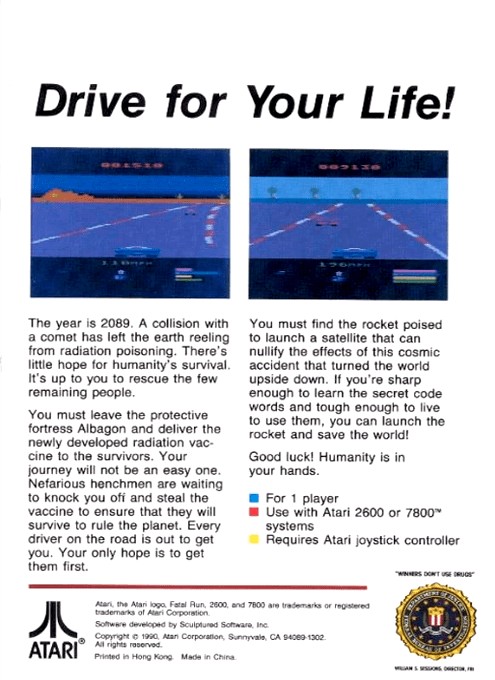 Drive for Your Life!
001510
009130
110MPH
The year is 2089. A collision with
a comet has left the earth reeling
from radiation poisoning. There's
little hope for humanity's survival.
It's up to you to rescue the few
remaining people.
You must leave the protective
fortress Albagon and deliver the
newly developed radiation vac-
cine to the survivors. Your
journey will not be an easy one.
Nefarious henchmen are waiting
to knock you off and steal the
vaccine to ensure that they will
survive to rule the planet. Every
driver on the road is out to get
you. Your only hope is to get
them first.
You must find the rocket poised
to launch a satellite that can
nullify the effects of this cosmic
accident that turned the world
upside down. If you're sharp
enough to learn the secret code
words and tough enough to live
to use them, you can launch the
rocket and save the world!
Good luck! Humanity is in
your hands.
For 1 player
Use with Atari 2600 or 7800™
systems
Requires Atari joystick controller
ATARI®
Atari, the Atari logo, Fatal Run, 2600, and 7800 are trademarks or registered
trademarks of Atari Corporation.
Software developed by Sculptured Software, Inc.
Copyright © 1990, Atari Corporation, Sunnyvale, CA 94089-1302.
All rights reserved.
Printed in Hong Kong. Made in China.
"WINNERS DON'T USE DRUGS"
DEPARTMENT OF JUSTICE
FEDERAL BUREAU OF INVESTIGATION
WILLIAM S. SESSIONS, DIRECTOR, FBI